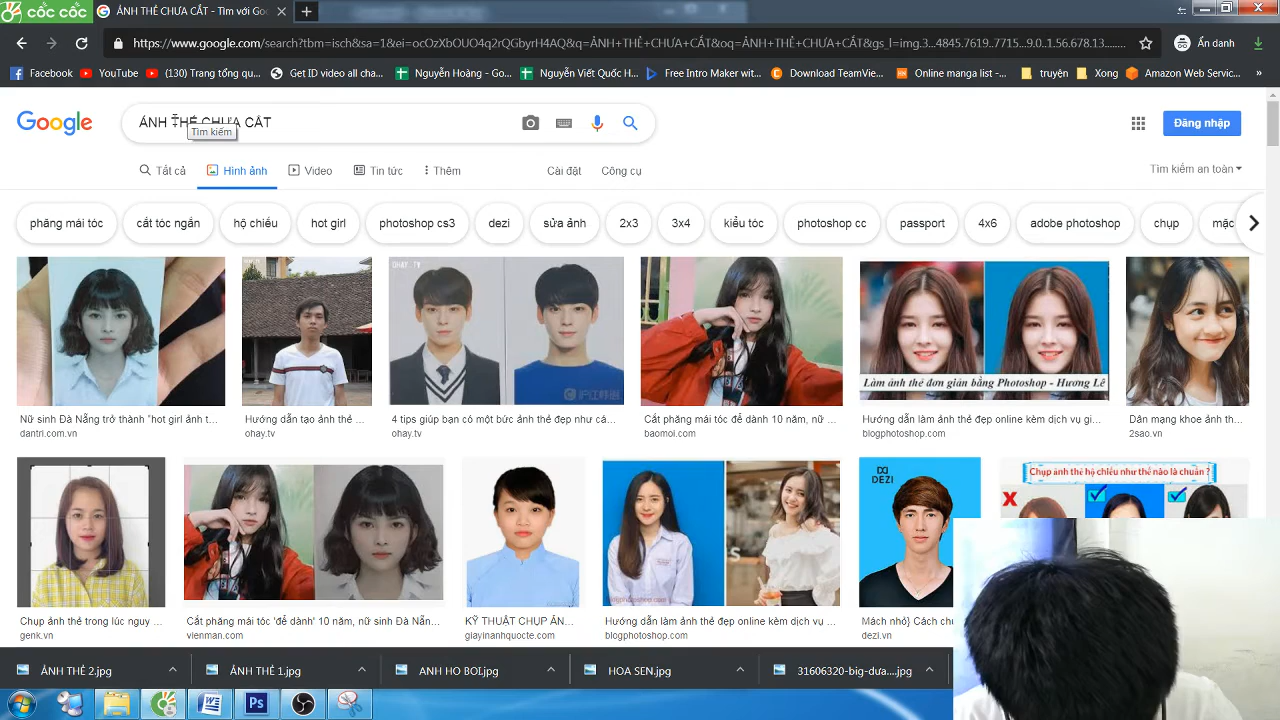 cốc cốc
ẢNH THẺ CHƯA CẮT - Tìm với Goo
https://www.google.com/search?tbm=isch&sa=1&ei=ocOzXbOUO4q2rQGbyrH4AQ&q=ẢNH+THẺ+CHƯA+CẮT&oq=ẢNH+THẺ+CHƯA+CẮT&gs_l=img.3...4845.7619..7715...9.0..1.56.678.13.......
Ẩn danh
Facebook
YouTube
(130) Trang tổng qu...
Get ID video all cha...
Nguyễn Hoàng - Go...
Nguyễn Viết Quốc H...
Free Intro Maker wit...
Download TeamVie...
Online manga list -...
truyện
Xong
Amazon Web Servic...
»
Google
ẢNH THẺ CHƯA CẮT
Tìm kiếm
Đăng nhập
Tất cả
Hình ảnh
Video
Tin tức
Thêm
Cài đặt
Công cụ
Tìm kiếm an toàn
phăng mái tóc
cắt tóc ngắn
hộ chiếu
hot girl
photoshop cs3
dezi
sửa ảnh
2x3
3x4
kiểu tóc
photoshop cc
passport
4x6
adobe photoshop
chụp
mặc
OHAY TV
Làm ảnh thẻ đơn giản bằng Photoshop - Hương Lê
Nữ sinh Đà Nẵng trở thành "hot girl ảnh t...
dantri.com.vn
Hướng dẫn tạo ảnh thẻ ...
ohay.tv
4 tips giúp bạn có một bức ảnh thẻ đẹp như câ...
ohay.tv
Cắt phăng mái tóc để dành 10 năm, nữ ...
baomoi.com
Hướng dẫn làm ảnh thẻ đẹp online kèm dịch vụ gi...
blogphotoshop.com
Dân mạng khoe ảnh th...
2sao.vn
DEZI
Chụp ảnh thẻ hộ chiếu như thế nào là chuẩn ?
Chụp ảnh thẻ trong lúc nguy ...
genk.vn
Cắt phăng mái tóc 'để dành' 10 năm, nữ sinh Đà Nẵn...
vienman.com
KỸ THUẬT CHỤP ẢN...
giayinhanquocte.com
Hướng dẫn làm ảnh thẻ đẹp online kèm dịch vụ ...
blogphotoshop.com
Mách nhỏ} Cách chụ
dezi.vn
ẢNH THẺ 2.jpg
ẢNH THẺ 1.jpg
ANH HO BOI.jpg
HOA SEN.jpg
31606320-big-dưa....jpg
Ps